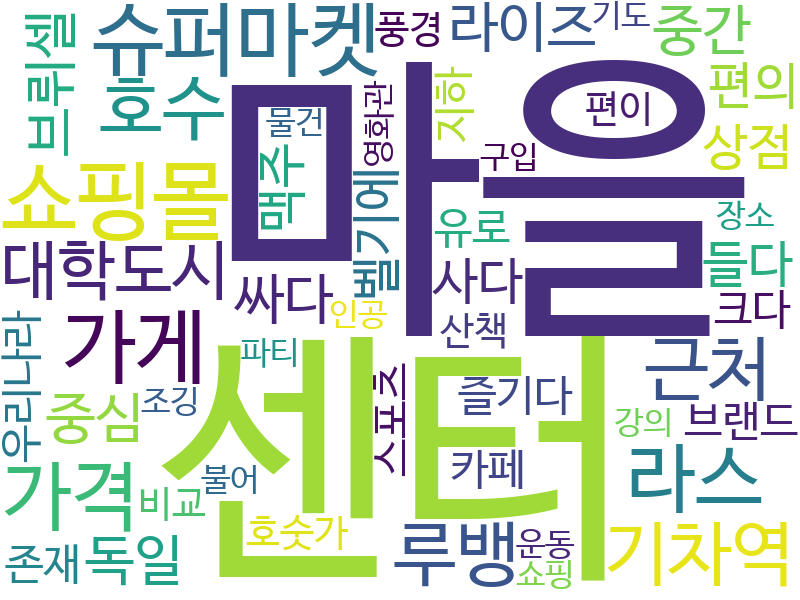 슈퍼마켓
풍경
라이즈
기도
중간
브뤼셀
호수
마을
물건
영화관
지하
편이
편의
구입
상점
쇼핑몰
맥주
벨기에
유로
장소
들다
대학도시
싸다
사다
크다
인공
산책
우리나라
가게
파티
센터
스포츠
근처
즐기다
중심
조깅
강의
브랜드
가격
비교
불어
카페
라스
호숫가
존재
독일
루뱅
운동
쇼핑
기차역